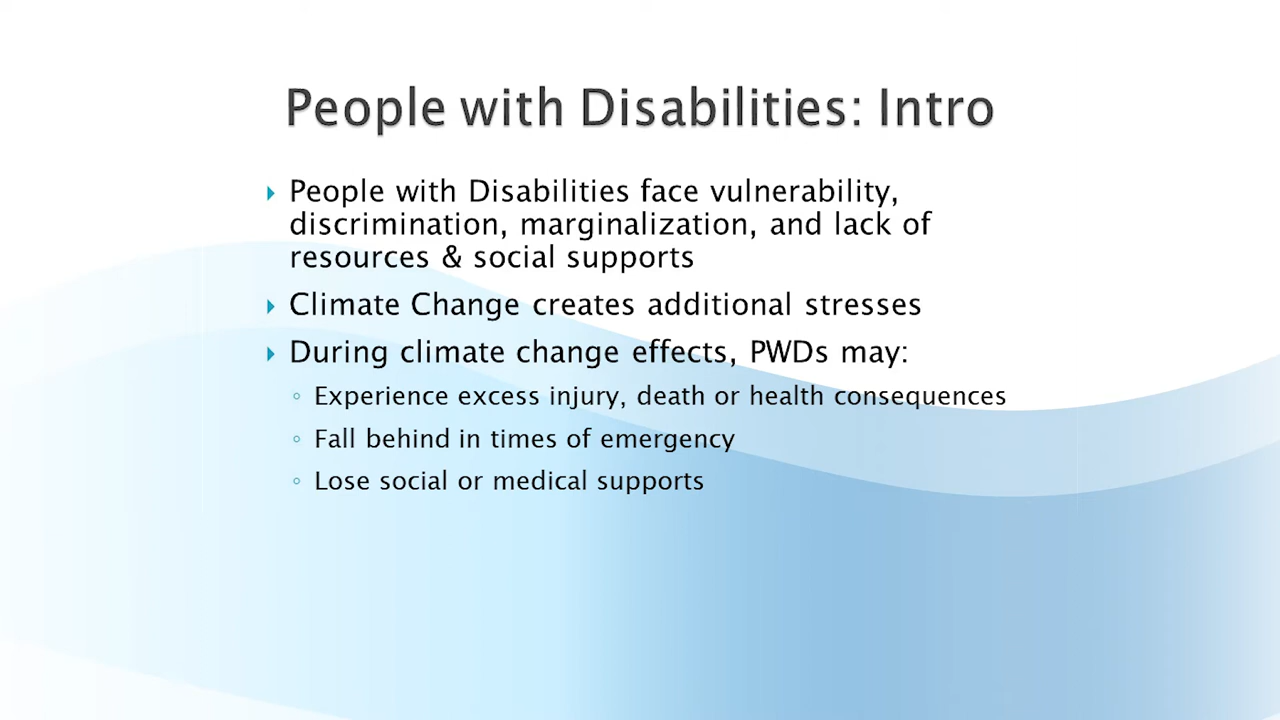 People with Disabilities: Intro
People with Disabilities face vulnerability,
discrimination, marginalization, and lack of
resources & social supports
Climate Change creates additional stresses
During climate change effects, PWDs may:
Experience excess injury, death or health consequences
Fall behind in times of emergency
Lose social or medical supports